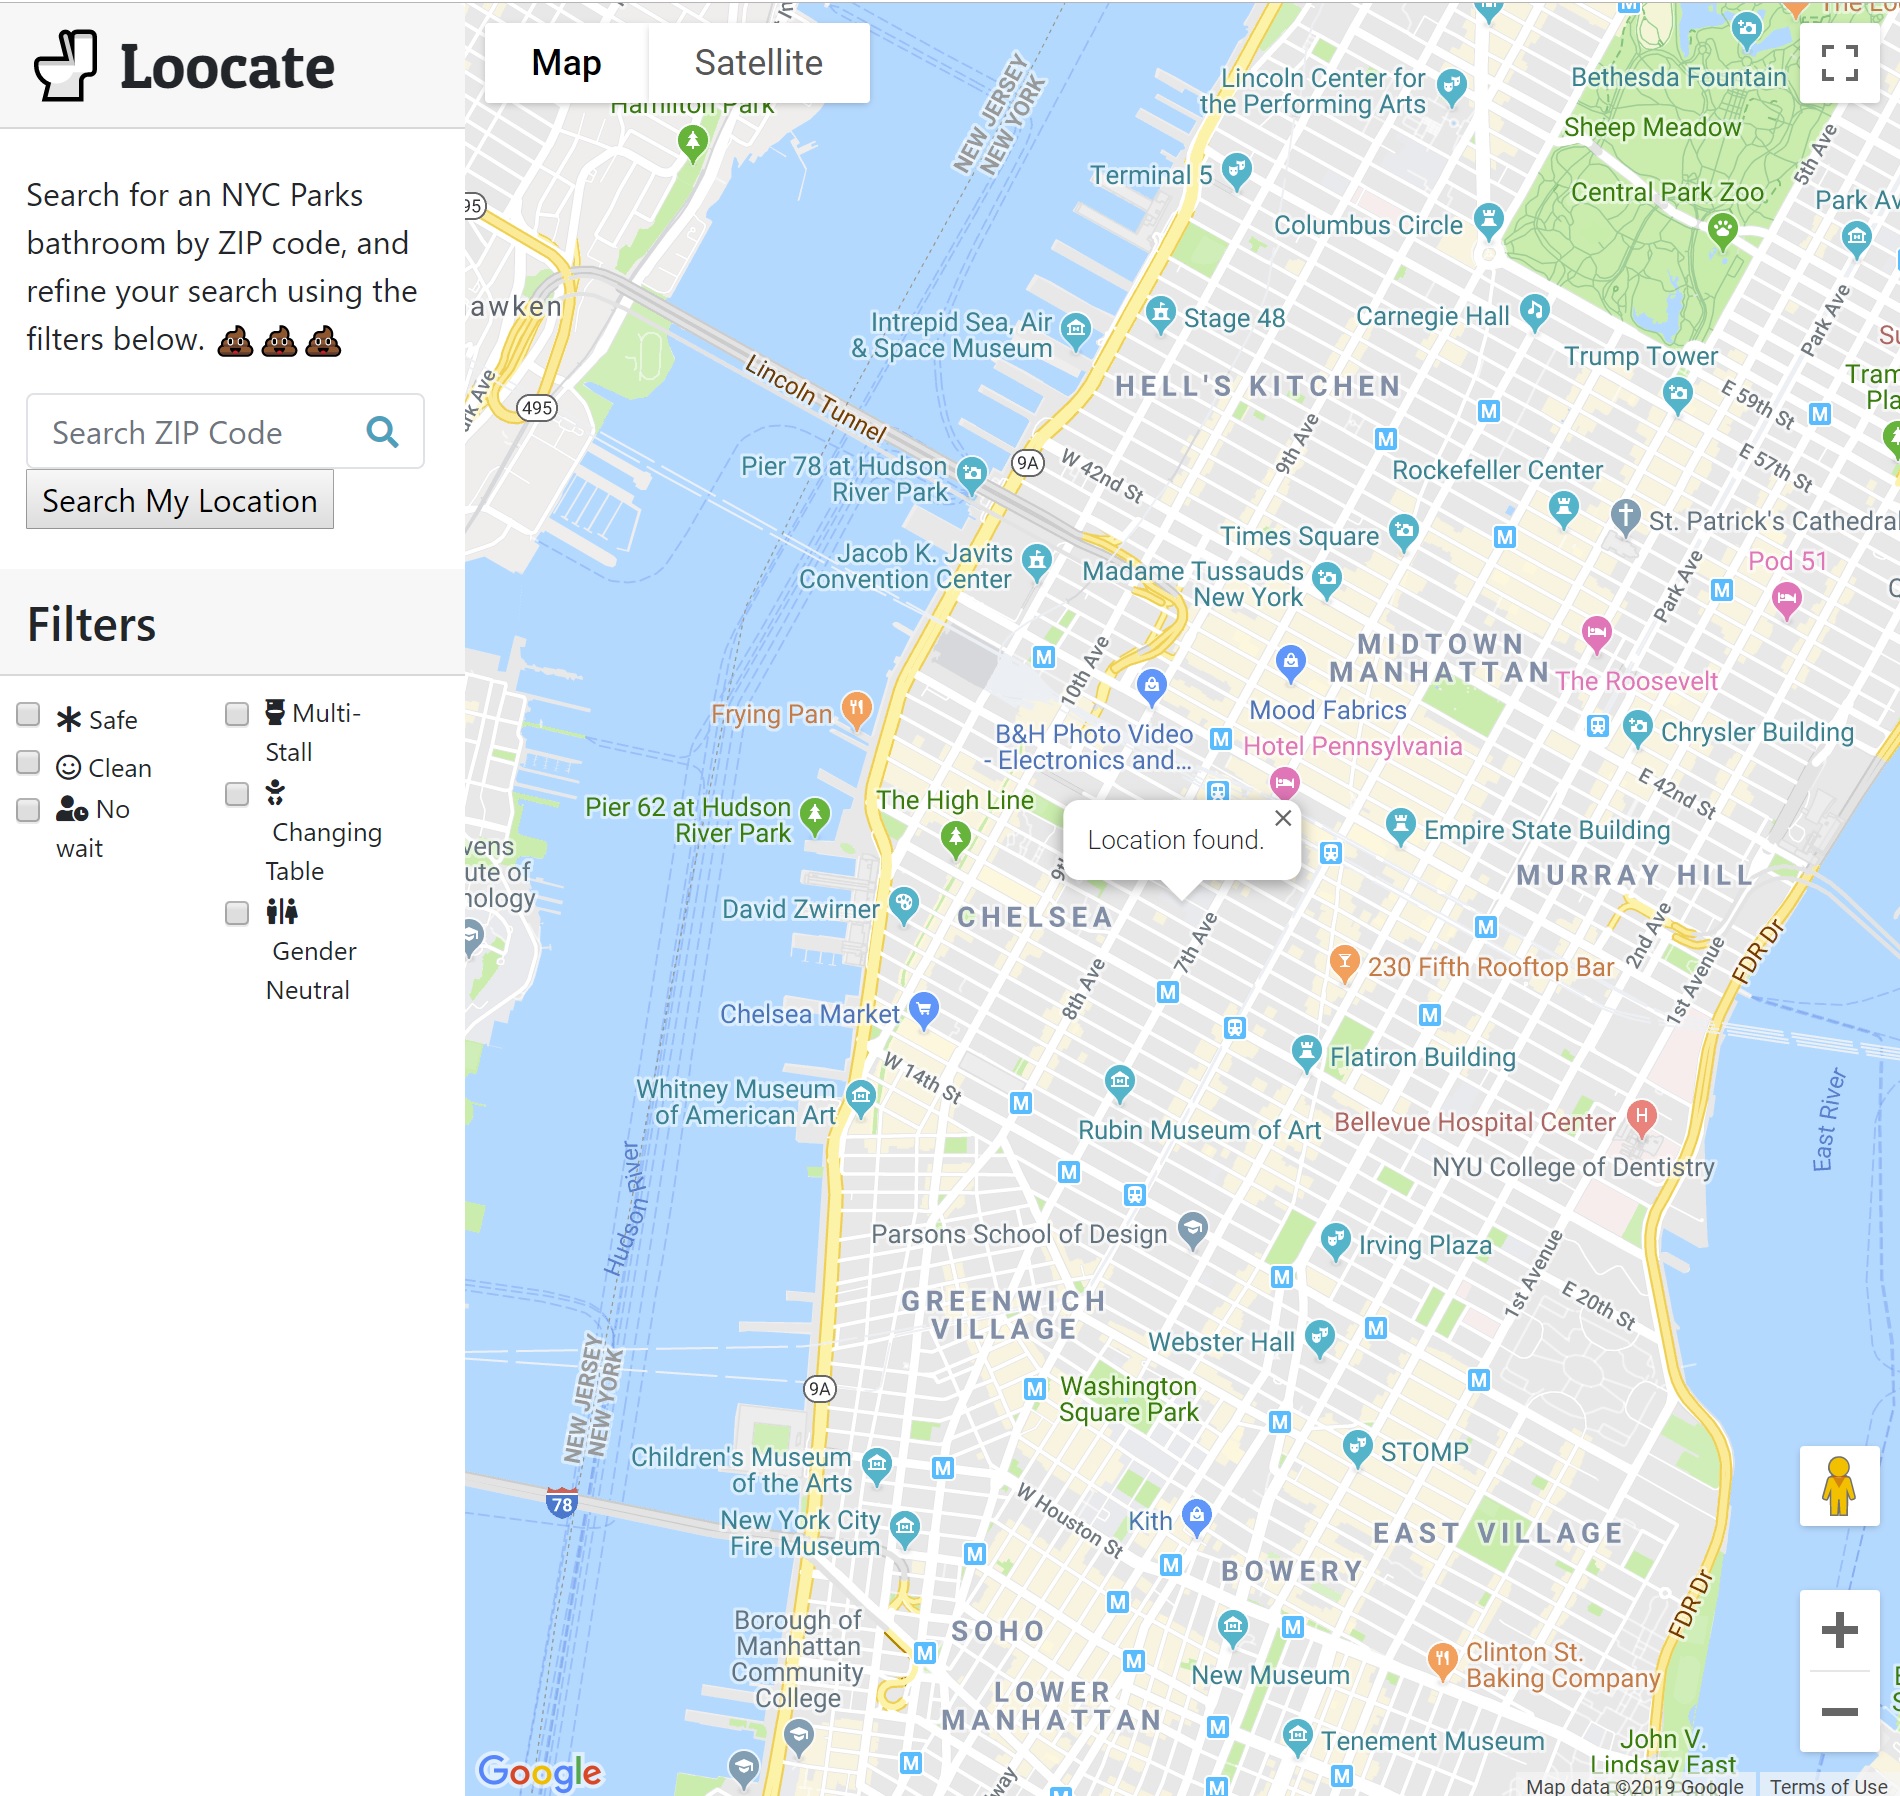 Loocate
Search for an NYC Parks
bathroom by ZIP code, and
refine your search using the
filters below.
Search ZIP Code
Search My Location
Filters
Safe
Clean
No
wait
Multi-
Stall
Changing
Table
Gender
Neutral
Map
Satellite
Hamilton Park
NEW JERSEY
NEW YORK
Lincoln Center for
the Performing Arts
Bethesda Fountain
Sheep Meadow
5th Ave
Terminal 5
Central Park Zoo
Park Av
Columbus Circle
95
awken
Intrepid Sea, Air
& Space Museum
Stage 48
Carnegie Hall
Park Ave
Trump Tower
Lincoln Tunnel
HELL'S KITCHEN
E 59th St
Tram
Pla
495
9th Ave
E 57th St
9A
W 42nd St
Pier 78 at Hudson
River Park
Rockefeller Center
St. Patrick's Cathedral
Times Square
Jacob K. Javits
Convention Center
Madame Tussauds
New York
Pod 51
Park Ave
MIDTOWN
MANHATTAN
10th Ave
The Roosevelt
Mood Fabrics
Frying Pan
B&H Photo Video
- Electronics and...
Hotel Pennsylvania
Chrysler Building
E 42nd St
Pier 62 at Hudson
River Park
The High Line
Location found.
Empire State Building
vens
ute of
nology
MURRAY HILL
David Zwirner
CHELSEA
7th Ave
2nd Ave
FDR Dr
230 Fifth Rooftop Bar
1st Avenue
8th Ave
Chelsea Market
Flatiron Building
W 14th St
Whitney Museum
of American Art
Rubin Museum of Art
Bellevue Hospital Center
East River
NYU College of Dentistry
Hudson River
Parsons School of Design
Irving Plaza
1st Avenue
E 20th St
GREENWICH
VILLAGE
Webster Hall
NEW JERSEY
NEW YORK
9A
Washington
Square Park
Children's Museum
of the Arts
STOMP
78
W Houston St
New York City
Fire Museum
Kith
EAST VILLAGE
BOWERY
FDR Dr
Borough of
Manhattan
Community
College
SOHO
New Museum
Clinton St.
Baking Company
LOWER
MANHATTAN
Tenement Museum
John V.
Lindsay East
Google
Map data ©2019 Google
Terms of Use